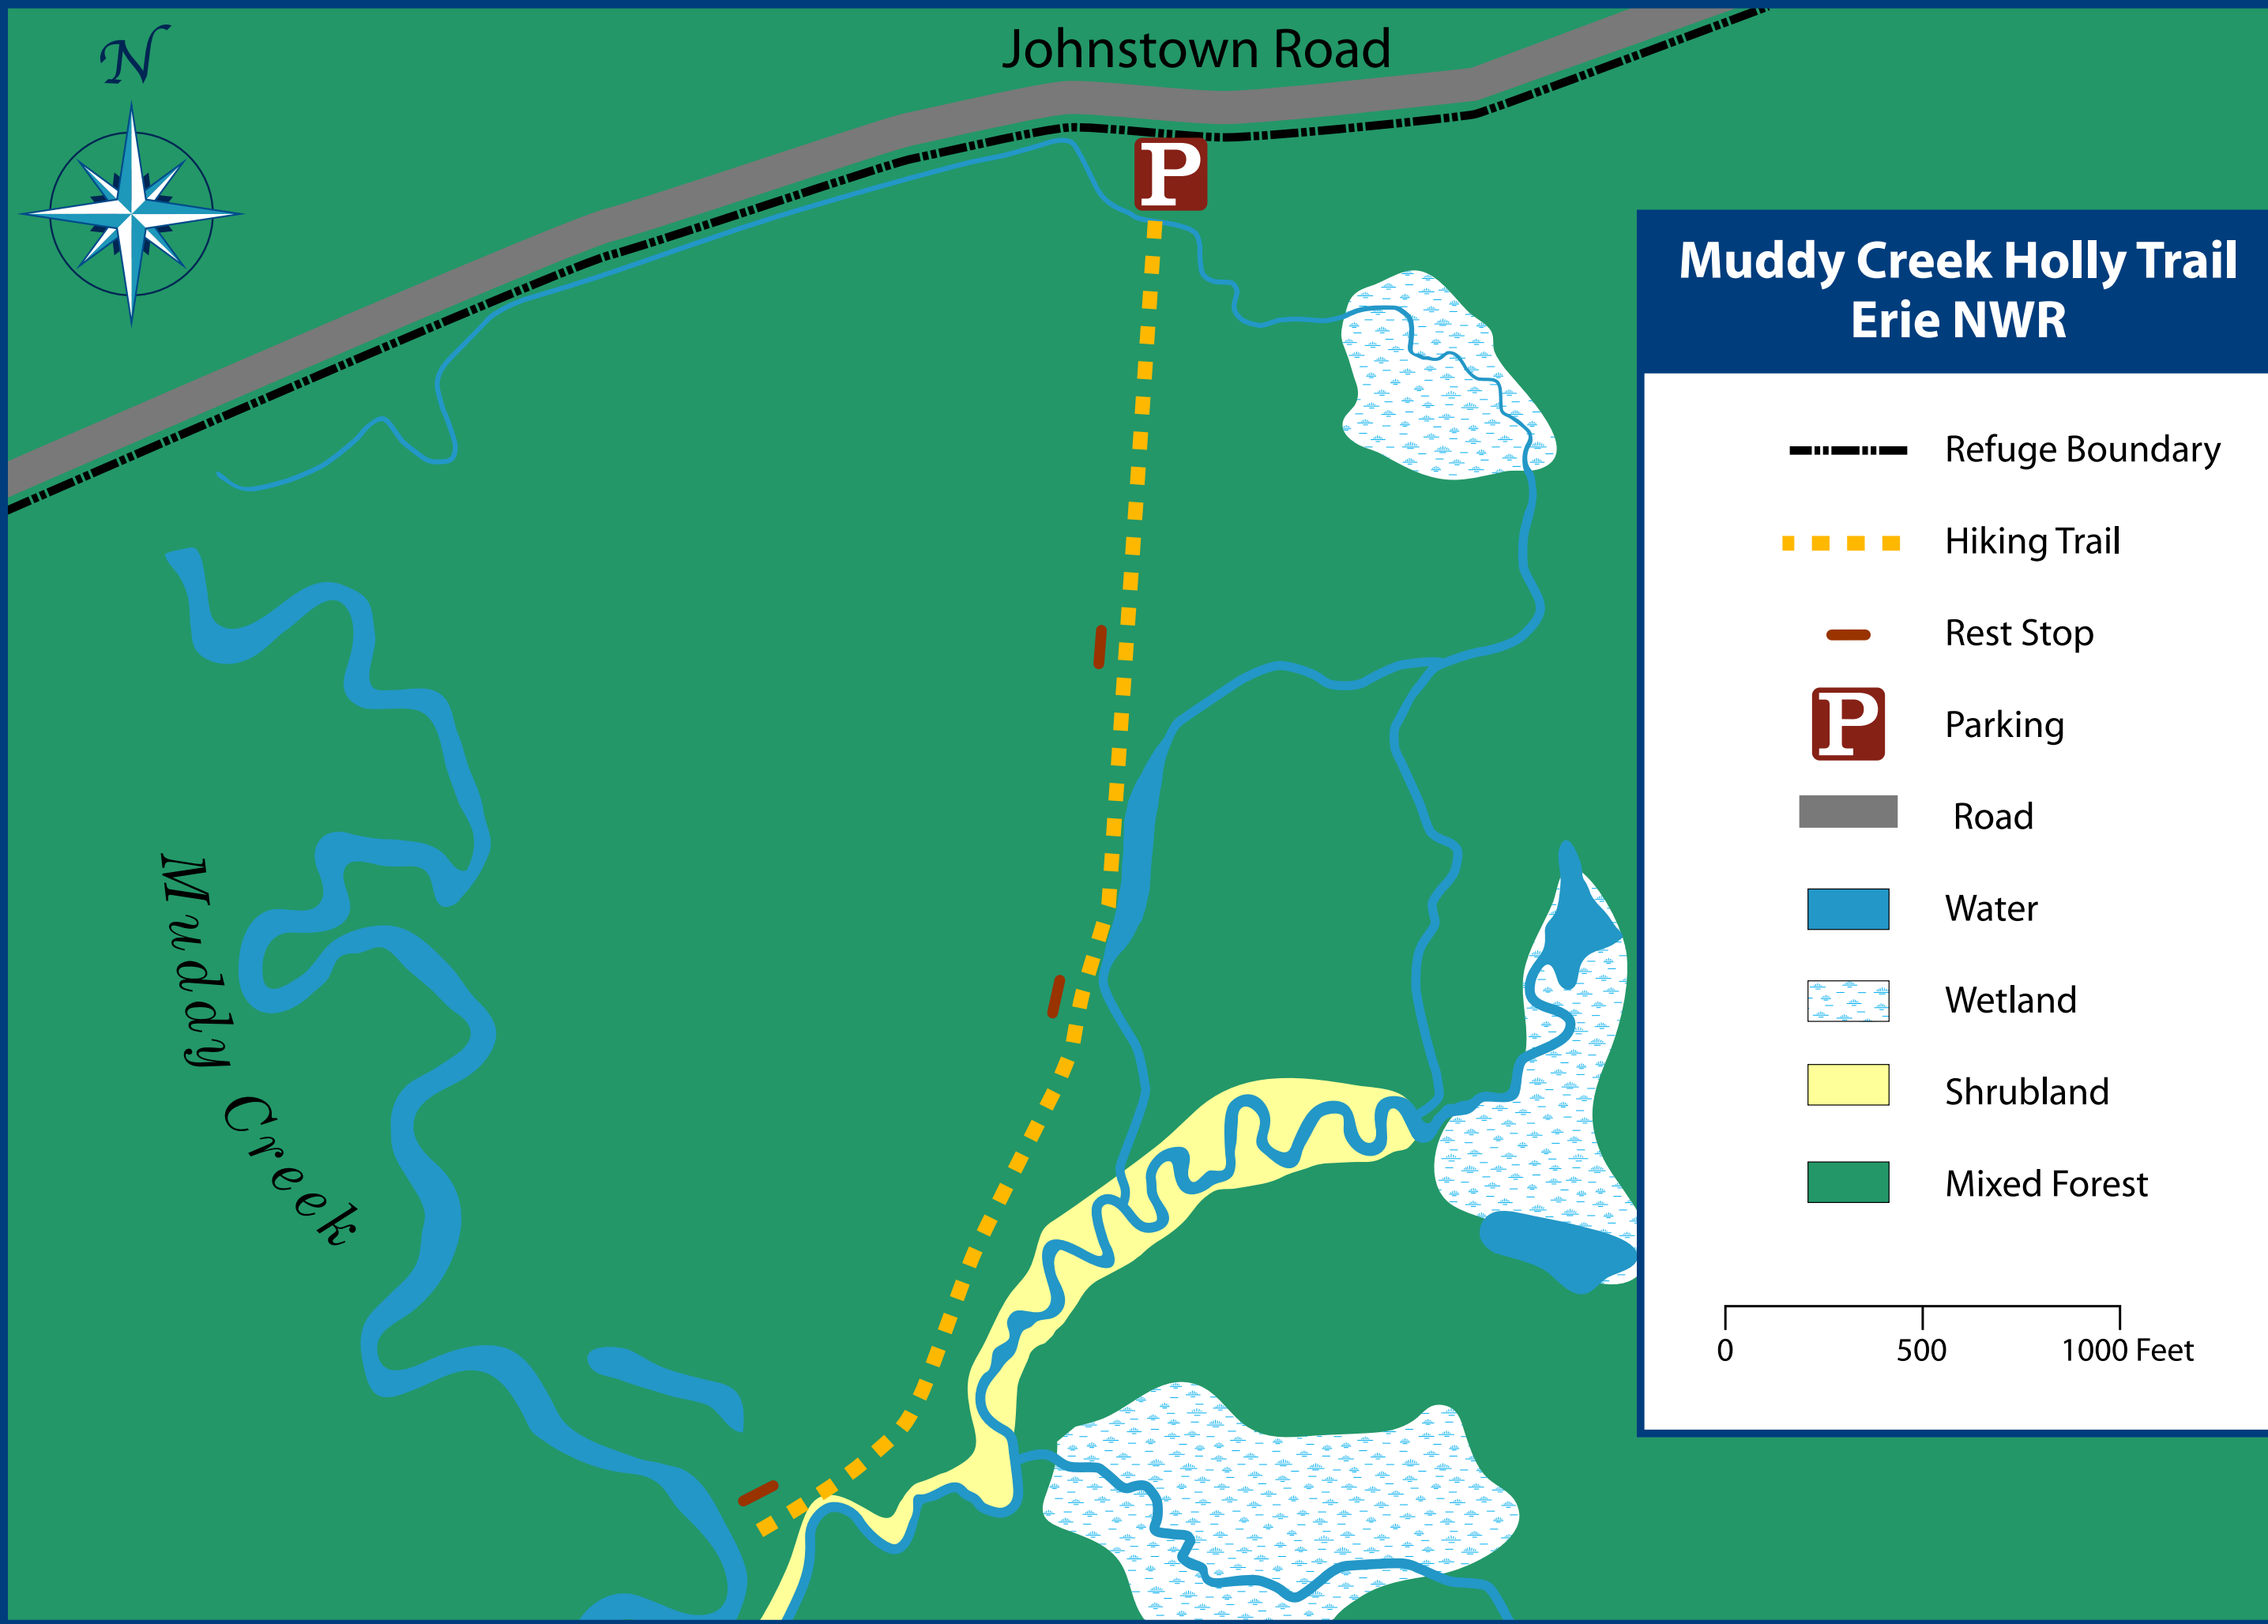 N
Johnstown Road
P
Muddy Creek Holly Trail
Erie NWR
Refuge Boundary
Hiking Trail
Rest Stop
P
Parking
Road
Water
Wetland
Shrubland
Mixed Forest
0 500 1000 Feet
Muddy Creek